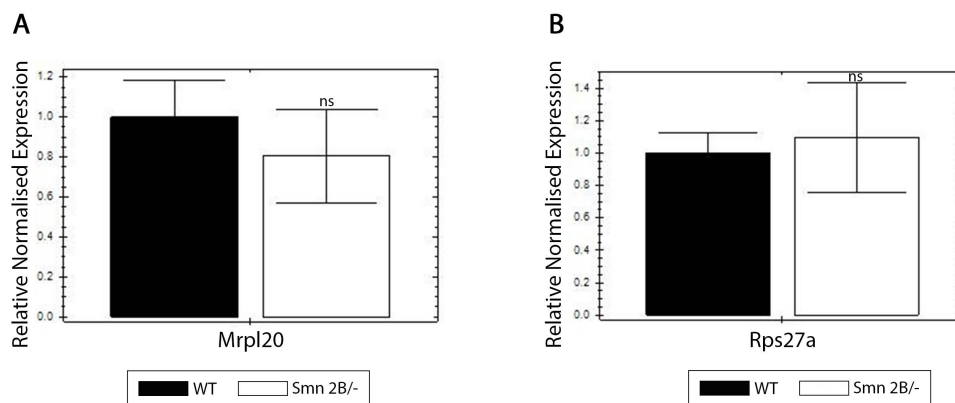 A
Relative Normalised Expression
1.2
1.0
0.8
0.6
0.4
0.2
0.0
ns
Mrpl20
WT
Smn 2B/-
B
Relative Normalised Expression
1.4
1.2
1.0
0.8
0.6
0.4
0.2
0.0
ns
Rps27a
WT
Smn 2B/-